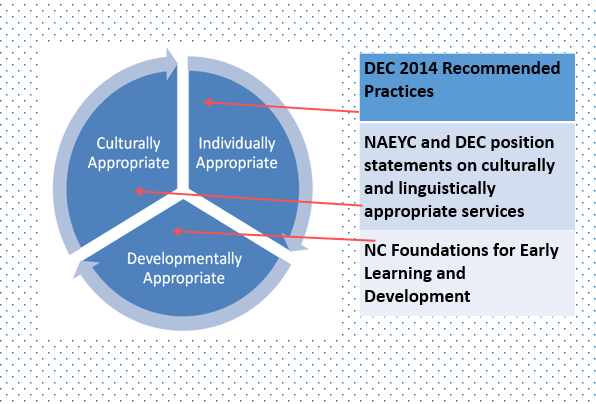 Culturally
Appropriate
Individually
Appropriate
Developmentally
Appropriate
DEC 2014 Recommended
Practices
NAEYC and DEC position
statements on culturally
and linguistically
appropriate services
NC Foundations for Early
Learning and
Development